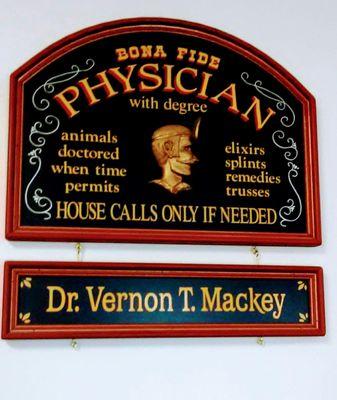 BONA FIDE
PHYSICIAN
with degree
animals
doctored
when time
permits
elixirs
splints
remedies
trusses
HOUSE CALLS ONLY IF NEEDED
Dr. Vernon T. Mackey